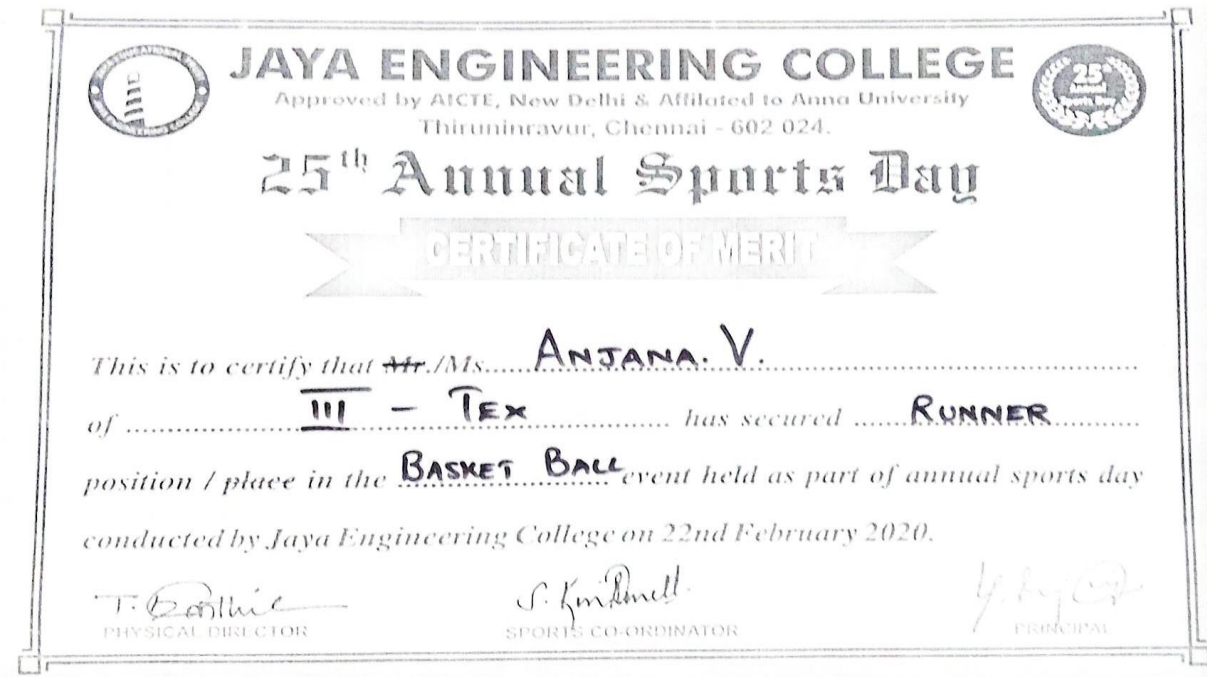 JAYA ENGINEERING COLLEGE
Approved by AICTE, New Delhi & Affilated to Anna University
Thiruninravur, Chennai - 602 024.
25
25th Annual Sports Day
CERTIFICATE OF MERIT
This is to certify that Mr./Ms. ANJANA. V.
of III - TEX has secured RUNNER
position / place in the BASKET BALL event held as part of annual sports day
conducted by Jaya Engineering College on 22nd February 2020.
PHYSICAL DIRECTOR
SPORTS CO-ORDINATOR
PRINCIPAL